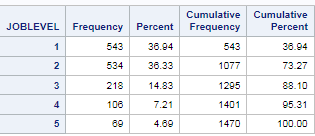 JOBLEVEL Frequency Percent Cumulative Frequency Cumulative Percent
1 543 36.94 543 36.94
2 534 36.33 1077 73.27
3 218 14.83 1295 88.10
4 106 7.21 1401 95.31
5 69 4.69 1470 100.00